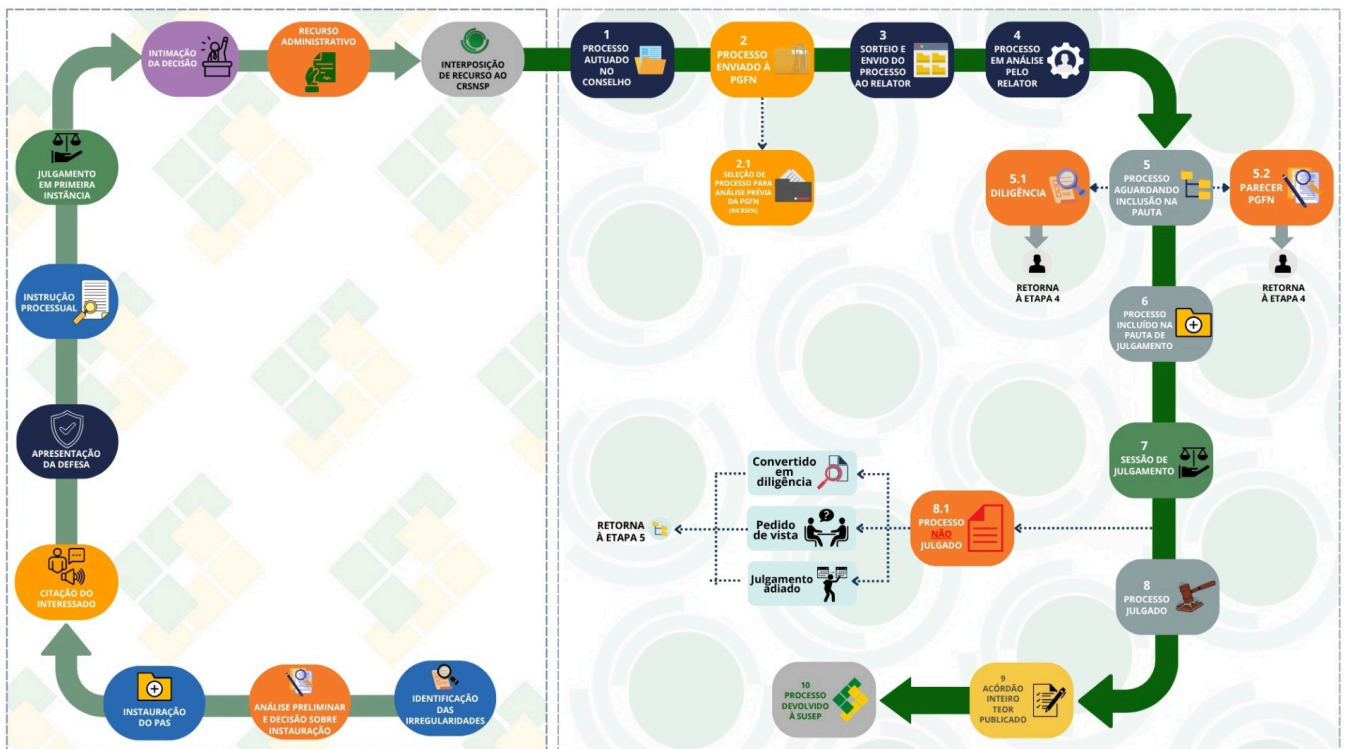 INTIMAÇÃO
DA DECISÃO
RECURSO
ADMINISTRATIVO
INTERPOSIÇÃO
DE RECURSO AO
CRSNSP
JULGAMENTO
EM PRIMEIRA
INSTÂNCIA
INSTRUÇÃO
PROCESSUAL
APRESENTAÇÃO
DA DEFESA
CITAÇÃO DO
INTERESSADO
INSTAURAÇÃO
DO PAS
ANÁLISE PRELIMINAR
E DECISÃO SOBRE
INSTAURAÇÃO
IDENTIFICAÇÃO
DAS
IRREGULARIDADES
1
PROCESSO
AUTUADO
NO
CONSELHO
2
PROCESSO
ENVIADO À
PGFN
3
SORTEIO E
ENVIO DO
PROCESSO
AO RELATOR
4
PROCESSO
EM ANÁLISE
PELO
RELATOR
2.1
SELEÇÃO DE
PROCESSO PARA
ANÁLISE PRÉVIA
DA PGFN
(RICRSFN)
5.1
DILIGÊNCIA
5
PROCESSO
AGUARDANDO
INCLUSÃO NA
PAUTA
5.2
PARECER
PGFN
RETORNA
À ETAPA 4
RETORNA
À ETAPA 4
6
PROCESSO
INCLUÍDO NA
PAUTA DE
JULGAMENTO
7
SESSÃO DE
JULGAMENTO
Convertido
em
diligência
Pedido
de vista
Julgamento
adiado
RETORNA
À ETAPA 5
8.1
PROCESSO
NÃO
JULGADO
8
PROCESSO
JULGADO
9
ACÓRDÃO
INTEIRO
TEOR
PUBLICADO
10
PROCESSO
DEVOLVIDO
À SUSEP